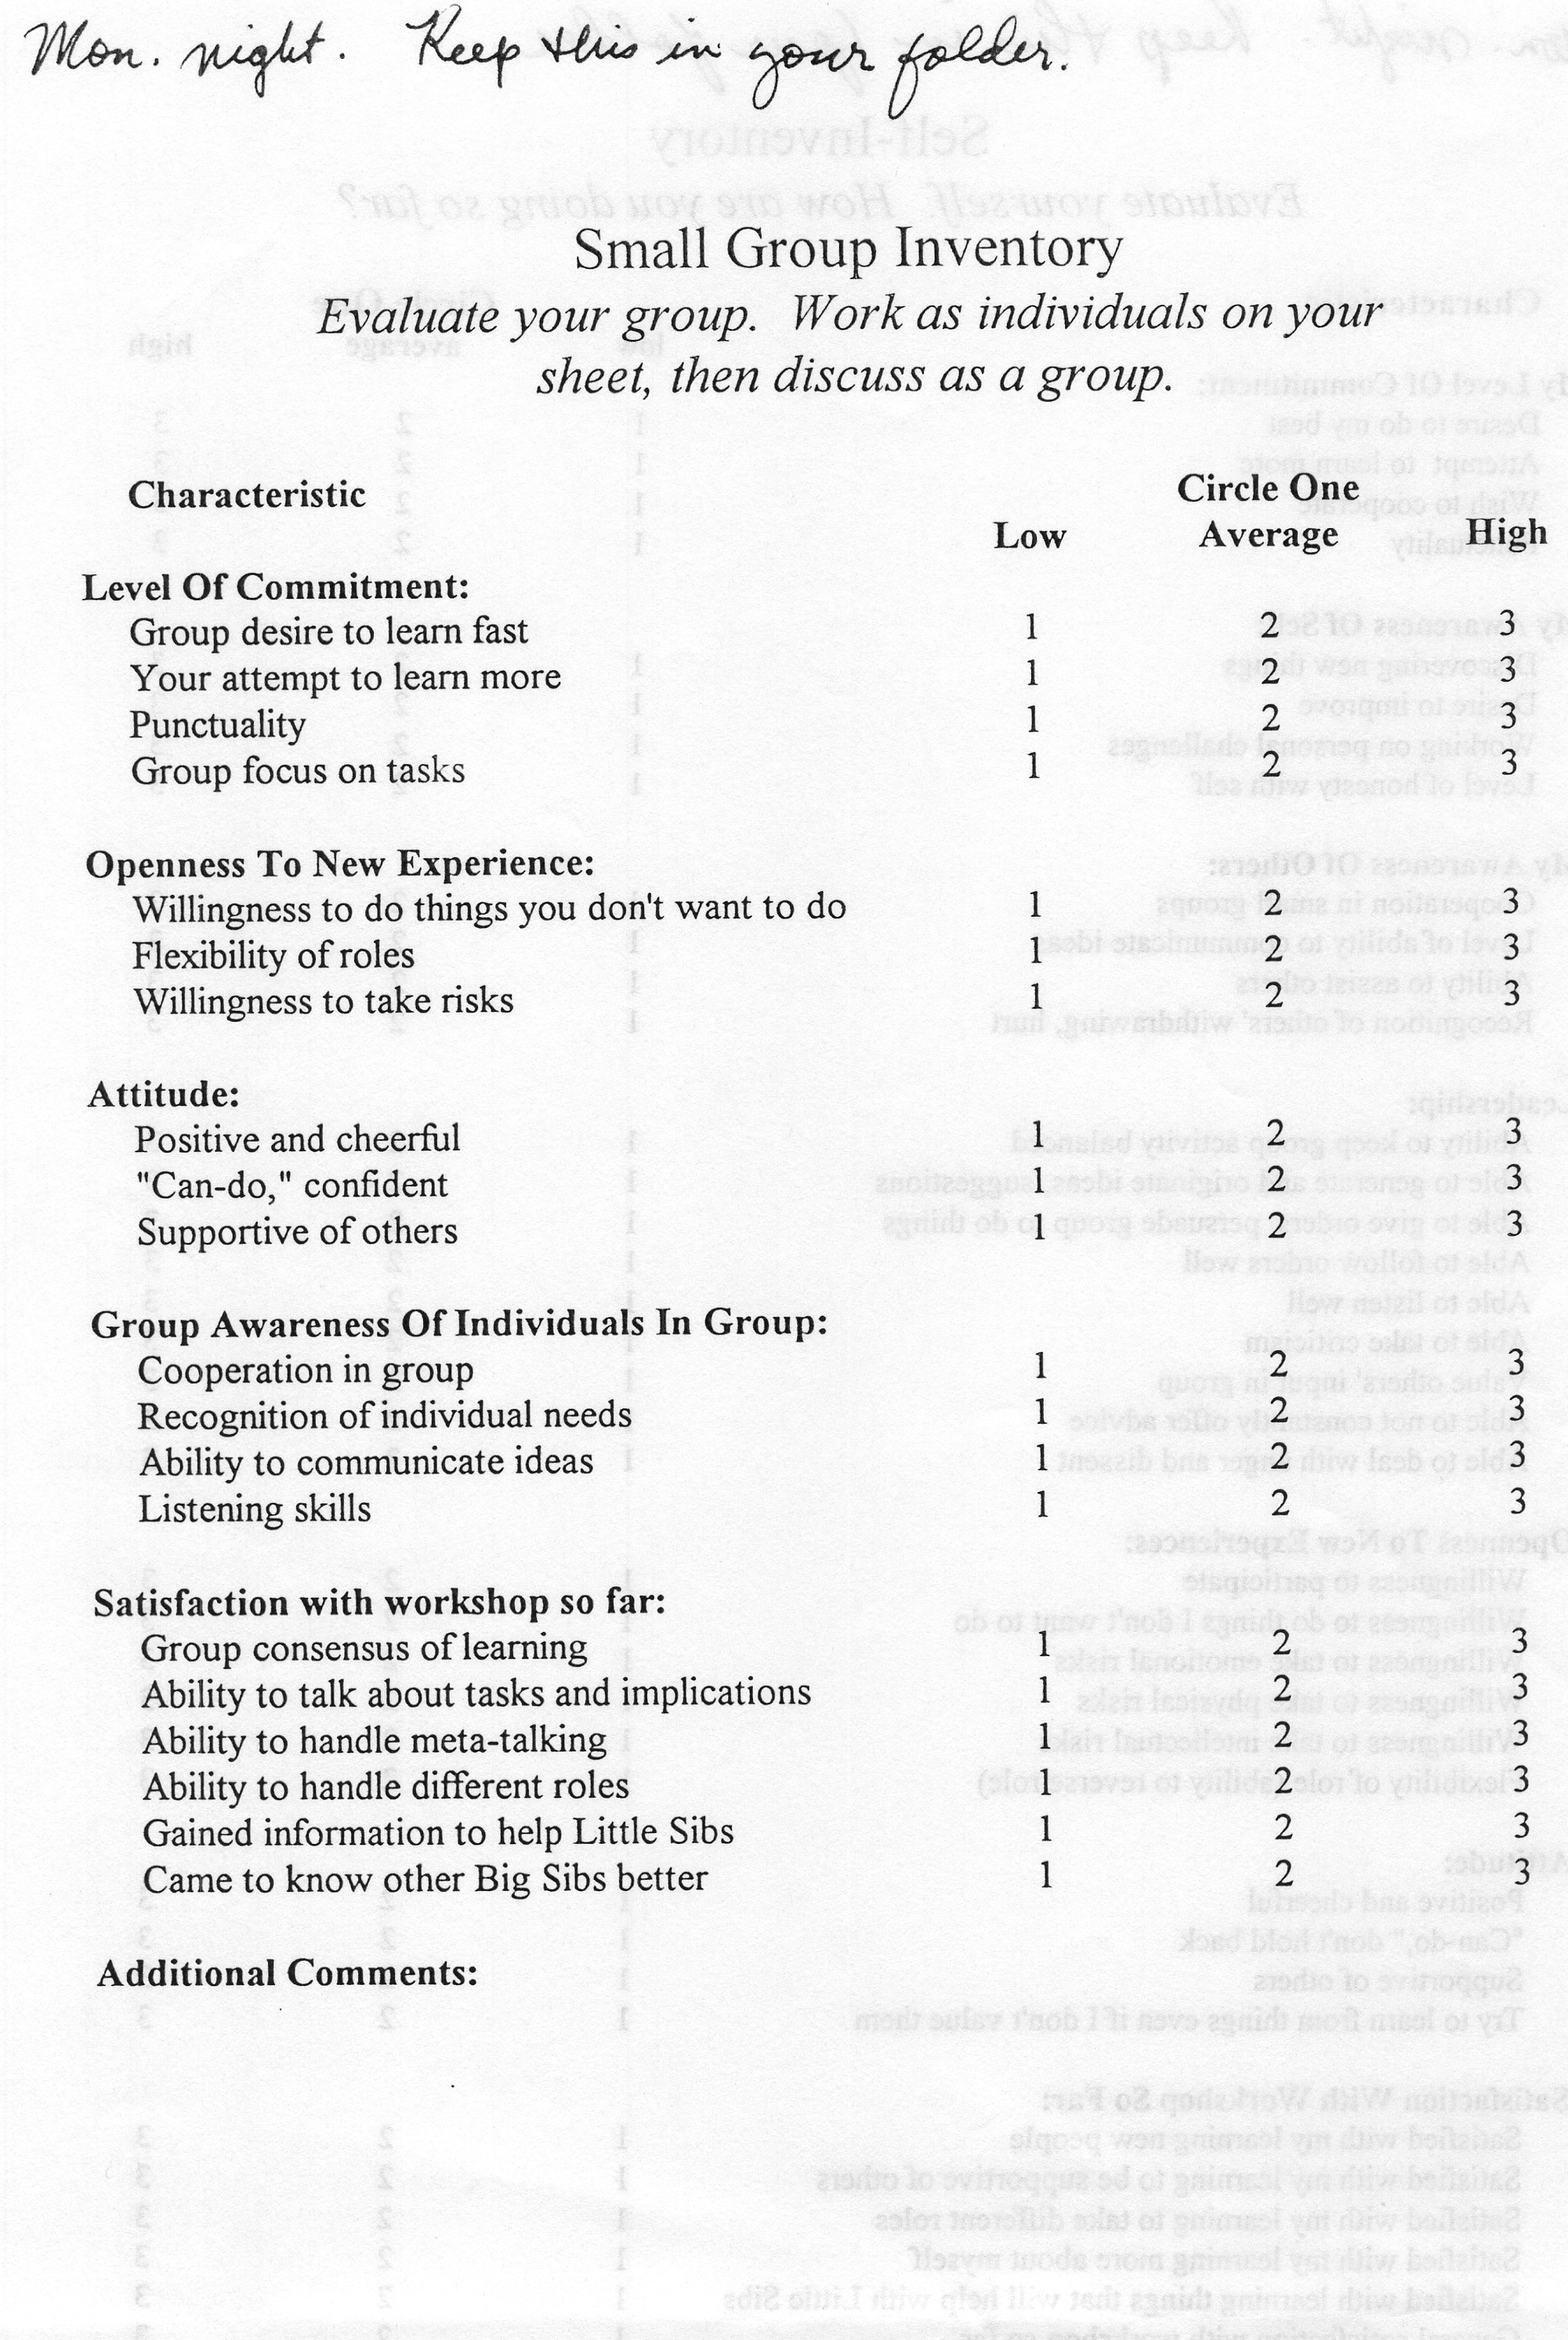 Mon. night. Keep this in your folder.
Small Group Inventory
Evaluate your group. Work as individuals on your
sheet, then discuss as a group.
Characteristic Circle One
Low Average High
Level Of Commitment:
Group desire to learn fast 1 2 3
Your attempt to learn more 1 2 3
Punctuality 1 2 3
Group focus on tasks 1 2 3
Openness To New Experience:
Willingness to do things you don't want to do 1 2 3
Flexibility of roles 1 2 3
Willingness to take risks 1 2 3
Attitude:
Positive and cheerful 1 2 3
"Can-do," confident 1 2 3
Supportive of others 1 2 3
Group Awareness Of Individuals In Group:
Cooperation in group 1 2 3
Recognition of individual needs 1 2 3
Ability to communicate ideas 1 2 3
Listening skills 1 2 3
Satisfaction with workshop so far:
Group consensus of learning 1 2 3
Ability to talk about tasks and implications 1 2 3
Ability to handle meta-talking 1 2 3
Ability to handle different roles 1 2 3
Gained information to help Little Sibs 1 2 3
Came to know other Big Sibs better 1 2 3
Additional Comments: